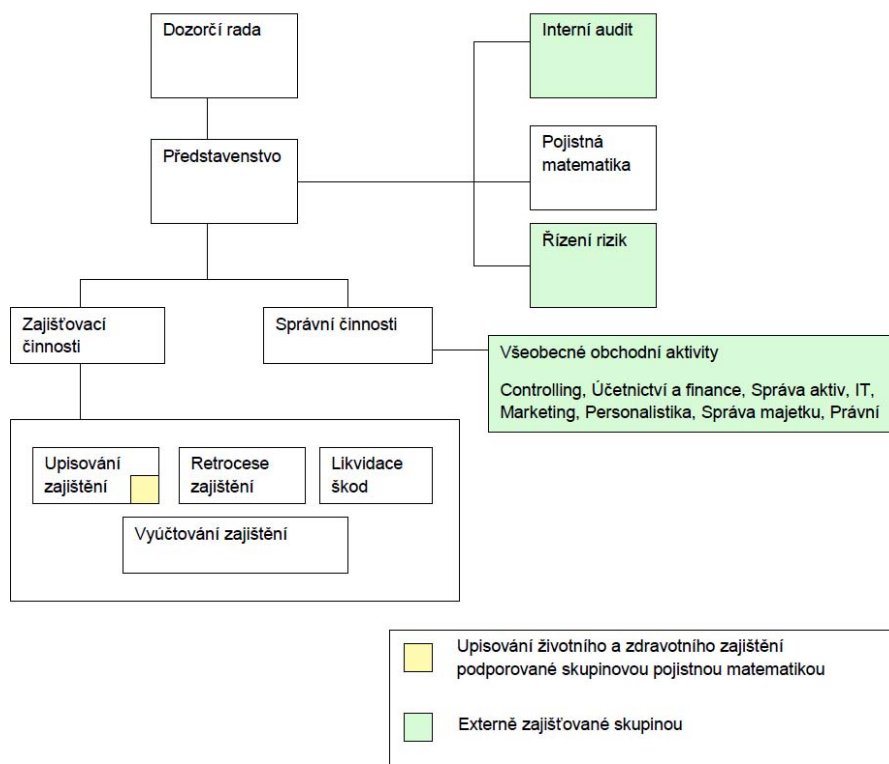 Dozorčí rada
Interní audit
Představenstvo
Pojistná
matematika
Řízení rizik
Zajišťovací
činnosti
Správní činnosti
Všeobecné obchodní aktivity
Controlling, Účetnictví a finance, Správa aktiv, IT,
Marketing, Personalistika, Správa majetku, Právní
Upisování
zajištění
Retrocese
zajištění
Likvidace
škod
Vyúčtování zajištění
Upisování životního a zdravotního zajištění
podporované skupinovou pojistnou matematikou
Externě zajišťované skupinou